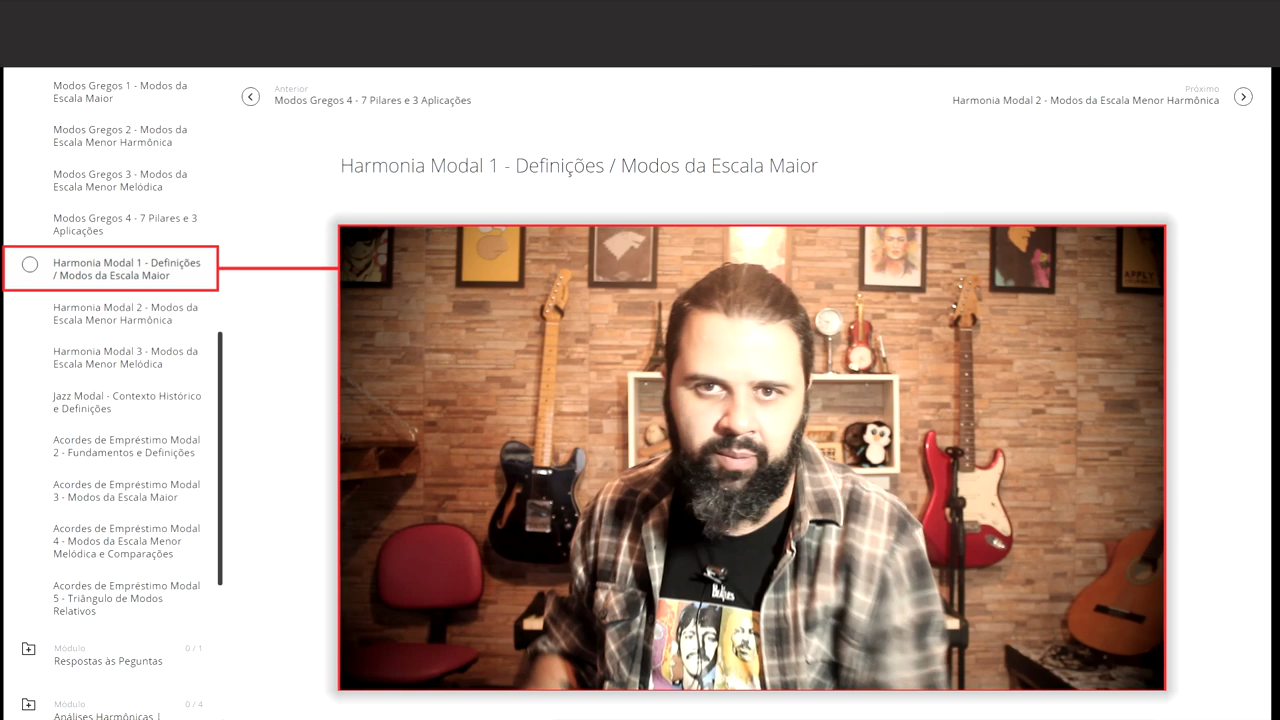 Modos Gregos 1 - Modos da
Escala Maior
Modos Gregos 2 - Modos da
Escala Menor Harmônica
Modos Gregos 3 - Modos da
Escala Menor Melódica
Modos Gregos 4 - 7 Pilares e 3
Aplicações
Harmonia Modal 1 - Definições
/ Modos da Escala Maior
Harmonia Modal 2 - Modos da
Escala Menor Harmônica
Harmonia Modal 3 - Modos da
Escala Menor Melódica
Jazz Modal - Contexto Histórico
e Definições
Acordes de Empréstimo Modal
2 - Fundamentos e Definições
Acordes de Empréstimo Modal
3 - Modos da Escala Maior
Acordes de Empréstimo Modal
4 - Modos da Escala Menor
Melódica e Comparações
Acordes de Empréstimo Modal
5 - Triângulo de Modos
Relativos
Módulo 0 / 1
Respostas às Peguntas
Módulo 0 / 4
Análises Harmônicas |
Anterior
Modos Gregos 4 - 7 Pilares e 3 Aplicações
Próximo
Harmonia Modal 2 - Modos da Escala Menor Harmônica
Harmonia Modal 1 - Definições / Modos da Escala Maior
APPLY
BEATLES